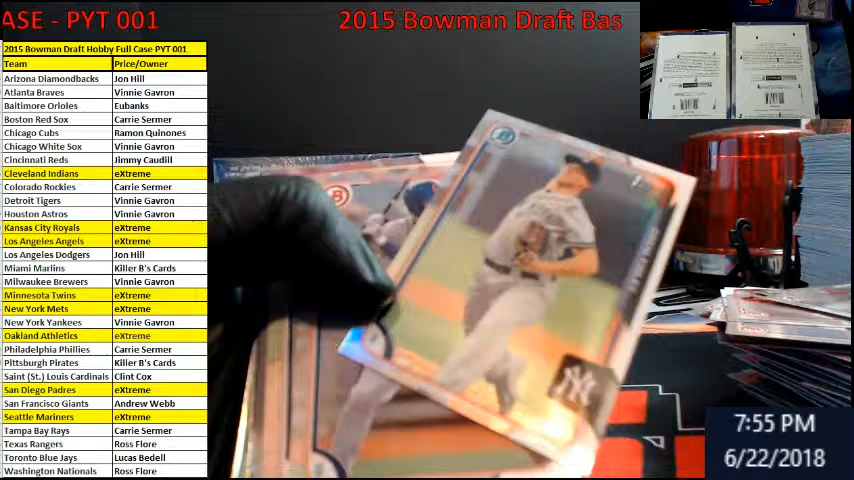 ASE - PYT 001
2015 Bowman Draft Bas
2015 Bowman Draft Hobby Full Case PYT 001
Team Price/Owner
Arizona Diamondbacks Jon Hill
Atlanta Braves Vinnie Gavron
Baltimore Orioles Eubanks
Boston Red Sox Carrie Sermer
Chicago Cubs Ramon Quinones
Chicago White Sox Vinnie Gavron
Cincinnati Reds Jimmy Caudill
Cleveland Indians eXtreme
Colorado Rockies Carrie Sermer
Detroit Tigers Vinnie Gavron
Houston Astros Vinnie Gavron
Kansas City Royals eXtreme
Los Angeles Angels eXtreme
Los Angeles Dodgers Jon Hill
Miami Marlins Killer B's Cards
Milwaukee Brewers Vinnie Gavron
Minnesota Twins eXtreme
New York Mets eXtreme
New York Yankees Vinnie Gavron
Oakland Athletics eXtreme
Philadelphia Phillies Carrie Sermer
Pittsburgh Pirates Killer B's Cards
Saint (St.) Louis Cardinals Clint Cox
San Diego Padres eXtreme
San Francisco Giants Andrew Webb
Seattle Mariners eXtreme
Tampa Bay Rays Carrie Sermer
Texas Rangers Ross Flore
Toronto Blue Jays Lucas Bedell
Washington Nationals Ross Flore
NY
7:55 PM
6/22/2018